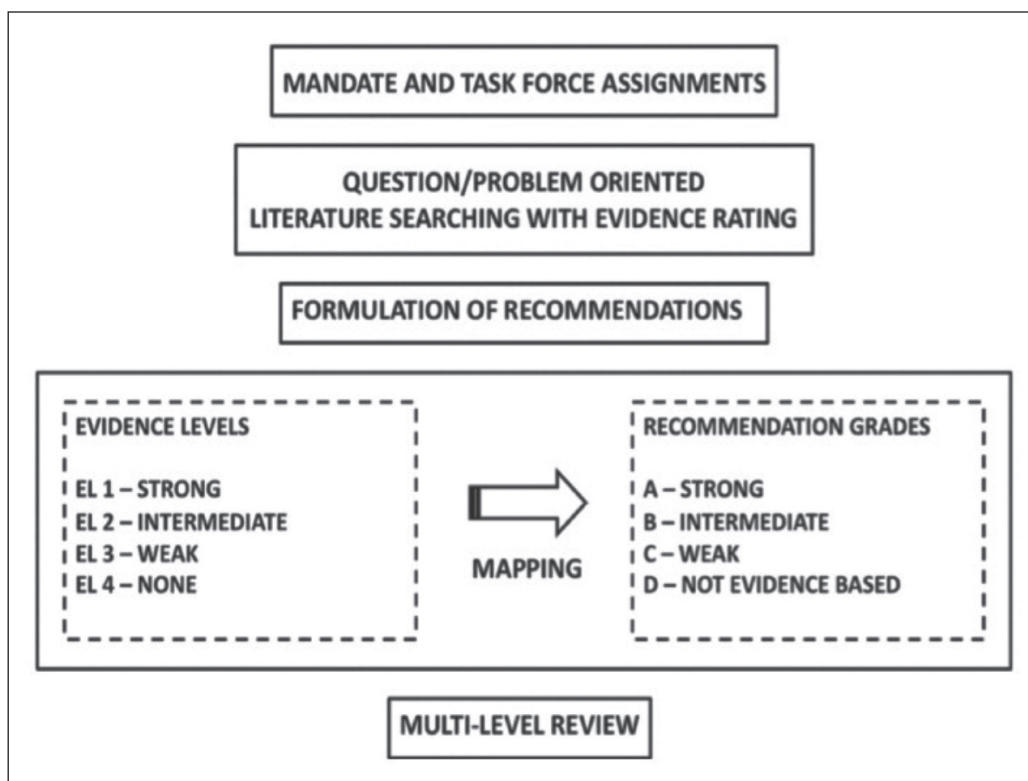 MANDATE AND TASK FORCE ASSIGNMENTS
QUESTION/PROBLEM ORIENTED
LITERATURE SEARCHING WITH EVIDENCE RATING
FORMULATION OF RECOMMENDATIONS
EVIDENCE LEVELS
EL 1 – STRONG
EL 2 – INTERMEDIATE
EL 3 – WEAK
EL 4 – NONE
MAPPING
RECOMMENDATION GRADES
A – STRONG
B – INTERMEDIATE
C – WEAK
D – NOT EVIDENCE BASED
MULTI-LEVEL REVIEW